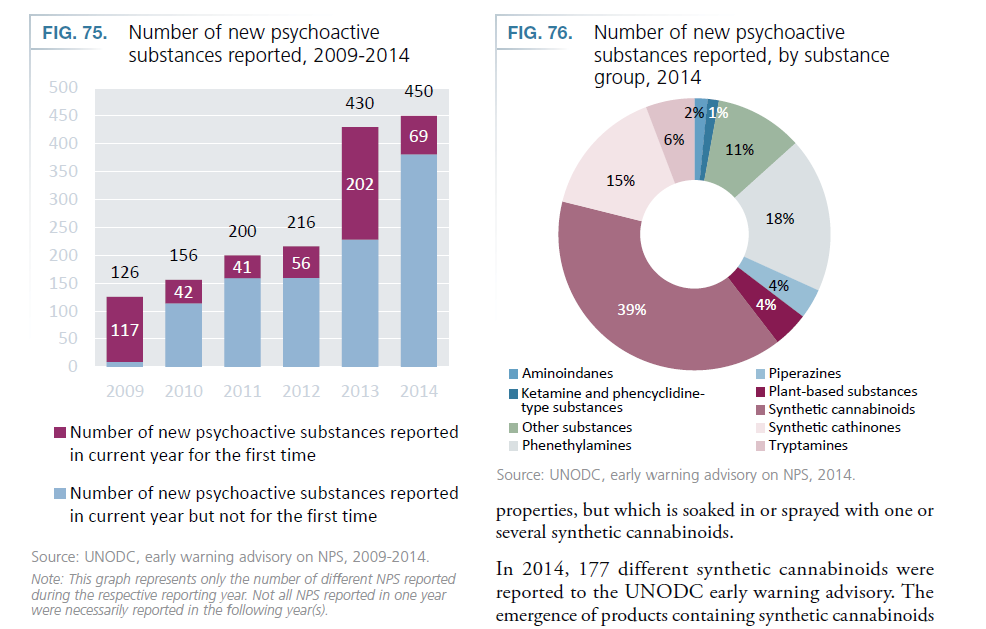 FIG. 75. Number of new psychoactive
substances reported, 2009-2014
500
450
400
350
300
250
200
150
100
50
0
126
117
156
42
200
41
216
56
430
202
450
69
2009 2010 2011 2012 2013 2014
Number of new psychoactive substances reported
in current year for the first time
Number of new psychoactive substances reported
in current year but not for the first time
Source: UNODC, early warning advisory on NPS, 2009-2014.
Note: This graph represents only the number of different NPS reported
during the respective reporting year. Not all NPS reported in one year
were necessarily reported in the following year(s).
FIG. 76. Number of new psychoactive
substances reported, by substance
group, 2014
2%
1%
11%
18%
4%
4%
39%
15%
6%
Aminoindanes
Ketamine and phencyclidine-
type substances
Other substances
Phenethylamines
Piperazines
Plant-based substances
Synthetic cannabinoids
Synthetic cathinones
Tryptamines
Source: UNODC, early warning advisory on NPS, 2014.
properties, but which is soaked in or sprayed with one or
several synthetic cannabinoids.
In 2014, 177 different synthetic cannabinoids were
reported to the UNODC early warning advisory. The
emergence of products containing synthetic cannabinoids